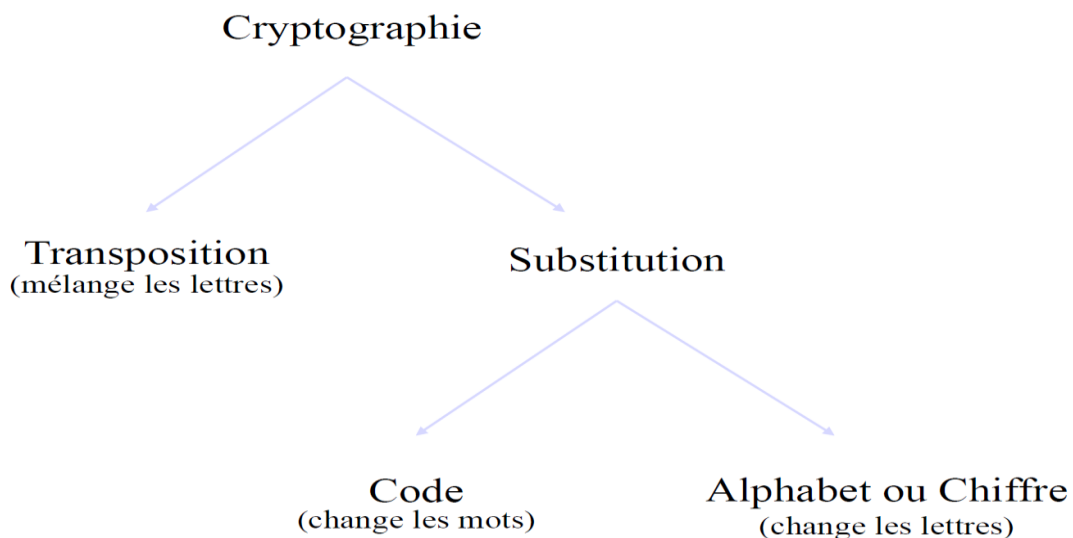 Cryptographie
Transposition
(mélange les lettres)
Substitution
Code
(change les mots)
Alphabet ou Chiffre
(change les lettres)